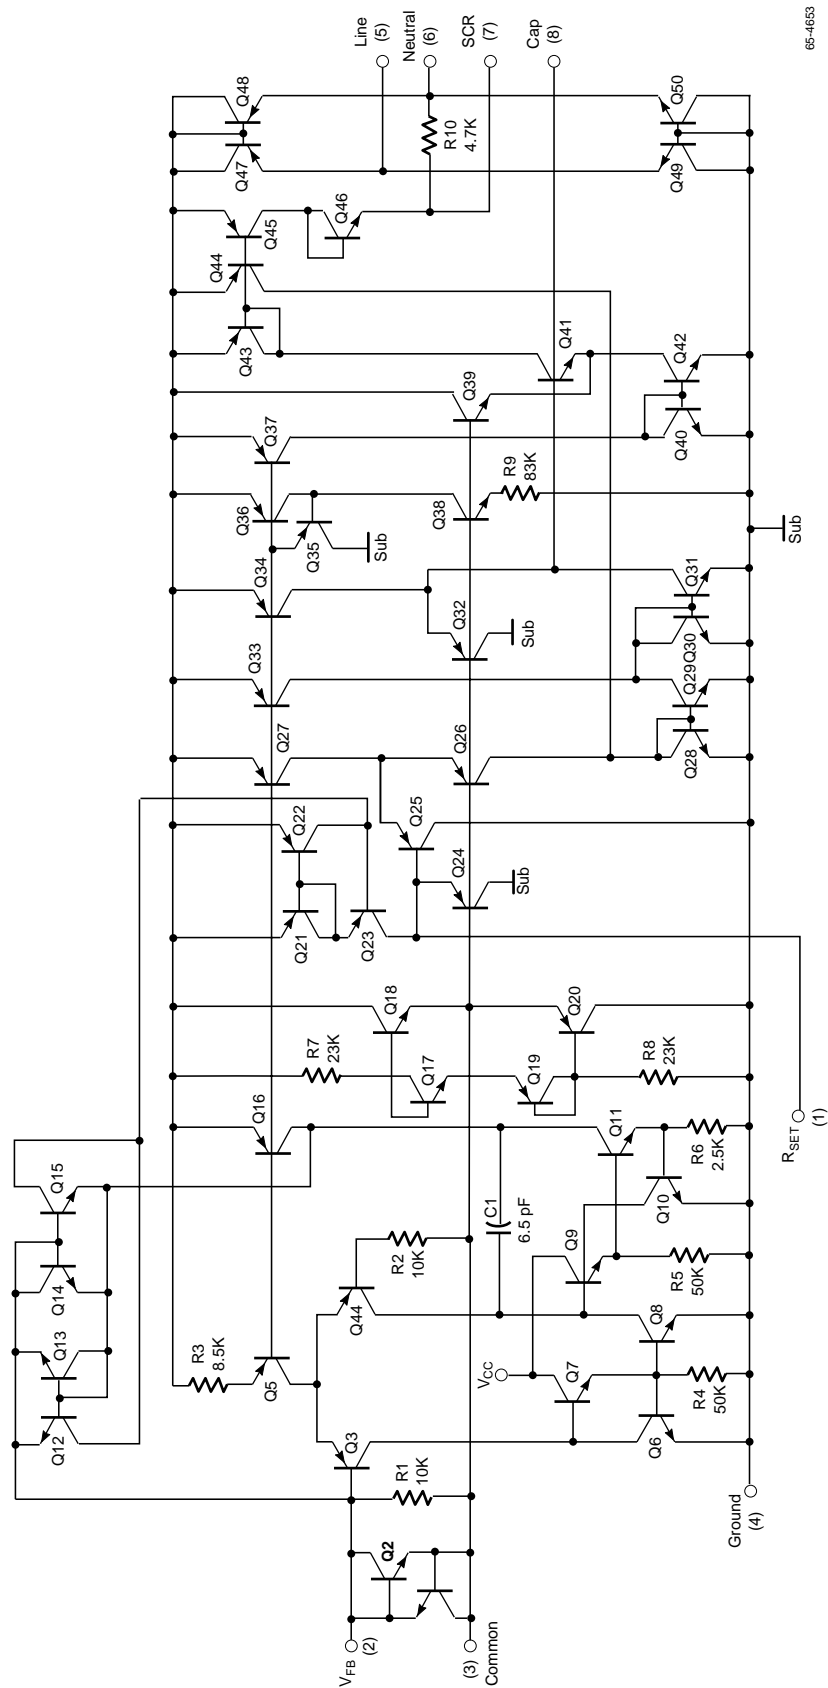 Line
(5)
Neutral
(6)
SCR
(7)
Cap
(8)
65-4653
Q48
Q47
R10
4.7K
Q50
Q49
Q46
Q45
Q44
Q43
Q41
Q42
Q39
Q40
Q37
R9
83K
Q36
Q38
Q35
Sub
Sub
Q34
Q32
Q31
Sub
Q30
Q33
Q29
Q27
Q26
Q28
Q22
Q25
Q24
Sub
Q21
Q23
Q18
Q20
R7
23K
Q17
Q19
R8
23K
Q16
Q11
R6
2.5K
RSET
(1)
Q15
Q10
C1
6.5 pF
Q9
R2
10K
R5
50K
Q14
Q44
Q8
Q13
R3
8.5K
Q5
VCC
Q7
R4
50K
Q12
Q3
Q6
R1
10K
Ground
(4)
Q2
VFB
(2)
(3)
Common